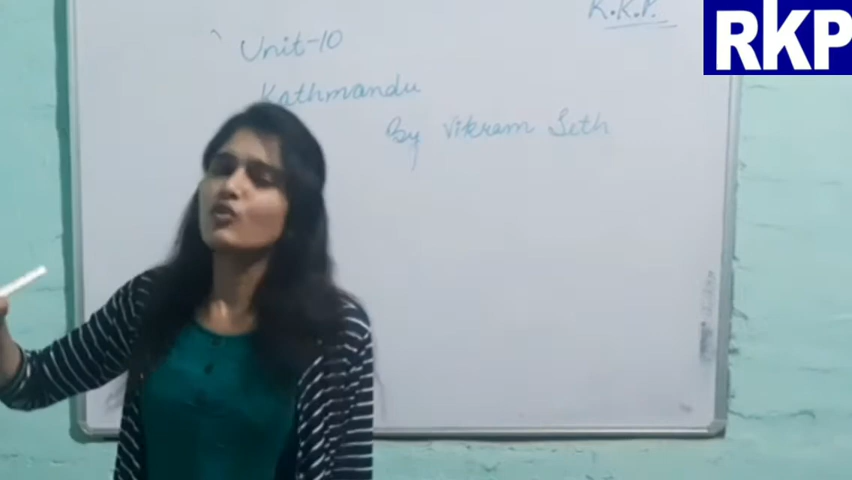 R.K.P.
RKP
Unit-10
Kathmandu
By Vikram Seth